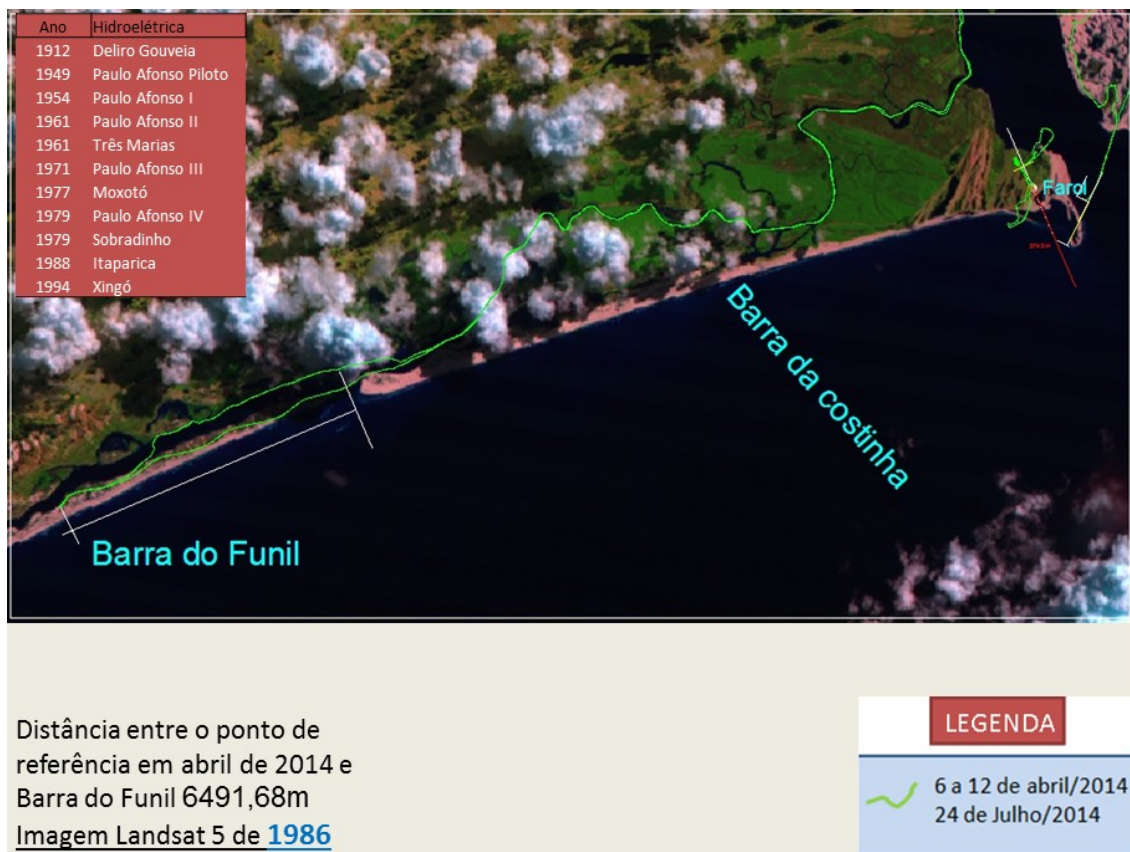 Ano Hidroelétrica
1912 Deliro Gouveia
1949 Paulo Afonso Piloto
1954 Paulo Afonso I
1961 Paulo Afonso II
1961 Três Marias
1971 Paulo Afonso III
1977 Moxotó
1979 Paulo Afonso IV
1979 Sobradinho
1988 Itaparica
1994 Xingó
Farol
Barra da costinha
Barra do Funil
Distância entre o ponto de
referência em abril de 2014 e
Barra do Funil 6491,68m
Imagem Landsat 5 de 1986
LEGENDA
6 a 12 de abril/2014
24 de Julho/2014